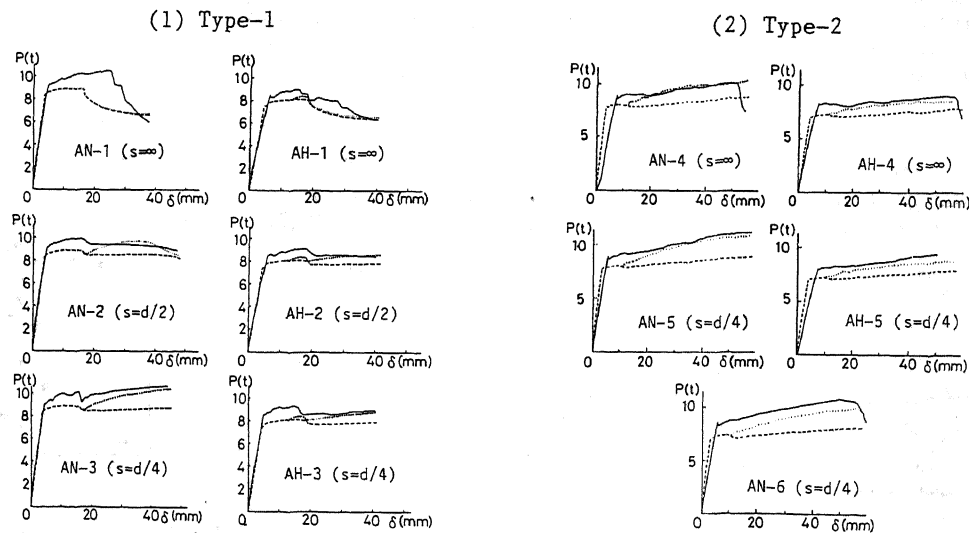 (1) Type-1
(2) Type-2
P(t)
10
8
6
4
2
0
20
40 δ(mm)
AN-1 (s=∞)
P(t)
10
8
6
4
2
0
20
40 δ(mm)
AH-1 (s=∞)
P(t)
10
8
6
4
2
0
20
40 δ(mm)
AN-2 (s=d/2)
P(t)
10
8
6
4
2
0
20
40 δ(mm)
AH-2 (s=d/2)
P(t)
10
8
6
4
2
0
20
40 δ(mm)
AN-3 (s=d/4)
P(t)
10
8
6
4
2
0
20
40 δ(mm)
AH-3 (s=d/4)
P(t)
10
5
0
20
40 δ(mm)
AN-4 (s=∞)
P(t)
10
5
0
20
40 δ(mm)
AH-4 (s=∞)
P(t)
10
5
0
20
40 δ(mm)
AN-5 (s=d/4)
P(t)
10
5
0
20
40 δ(mm)
AH-5 (s=d/4)
P(t)
10
5
0
20
40 δ(mm)
AN-6 (s=d/4)